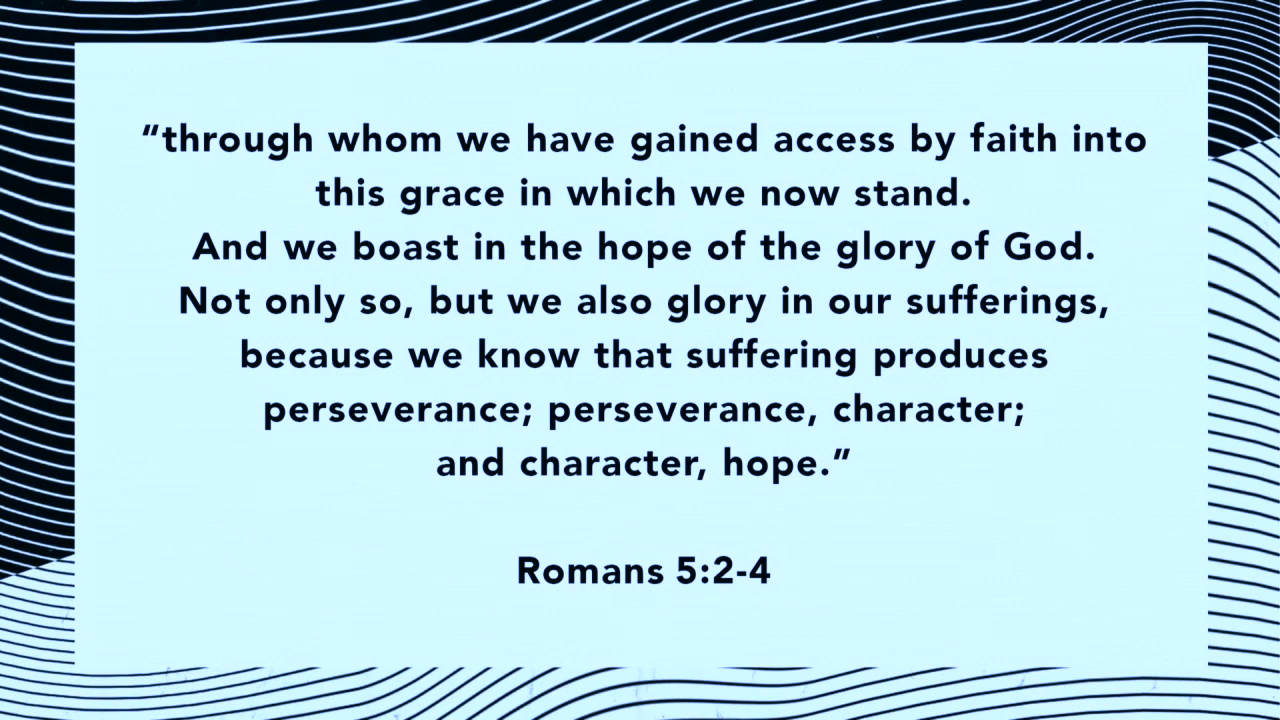 "through whom we have gained access by faith into
this grace in which we now stand.
And we boast in the hope of the glory of God.
Not only so, but we also glory in our sufferings,
because we know that suffering produces
perseverance; perseverance, character;
and character, hope."
Romans 5:2-4